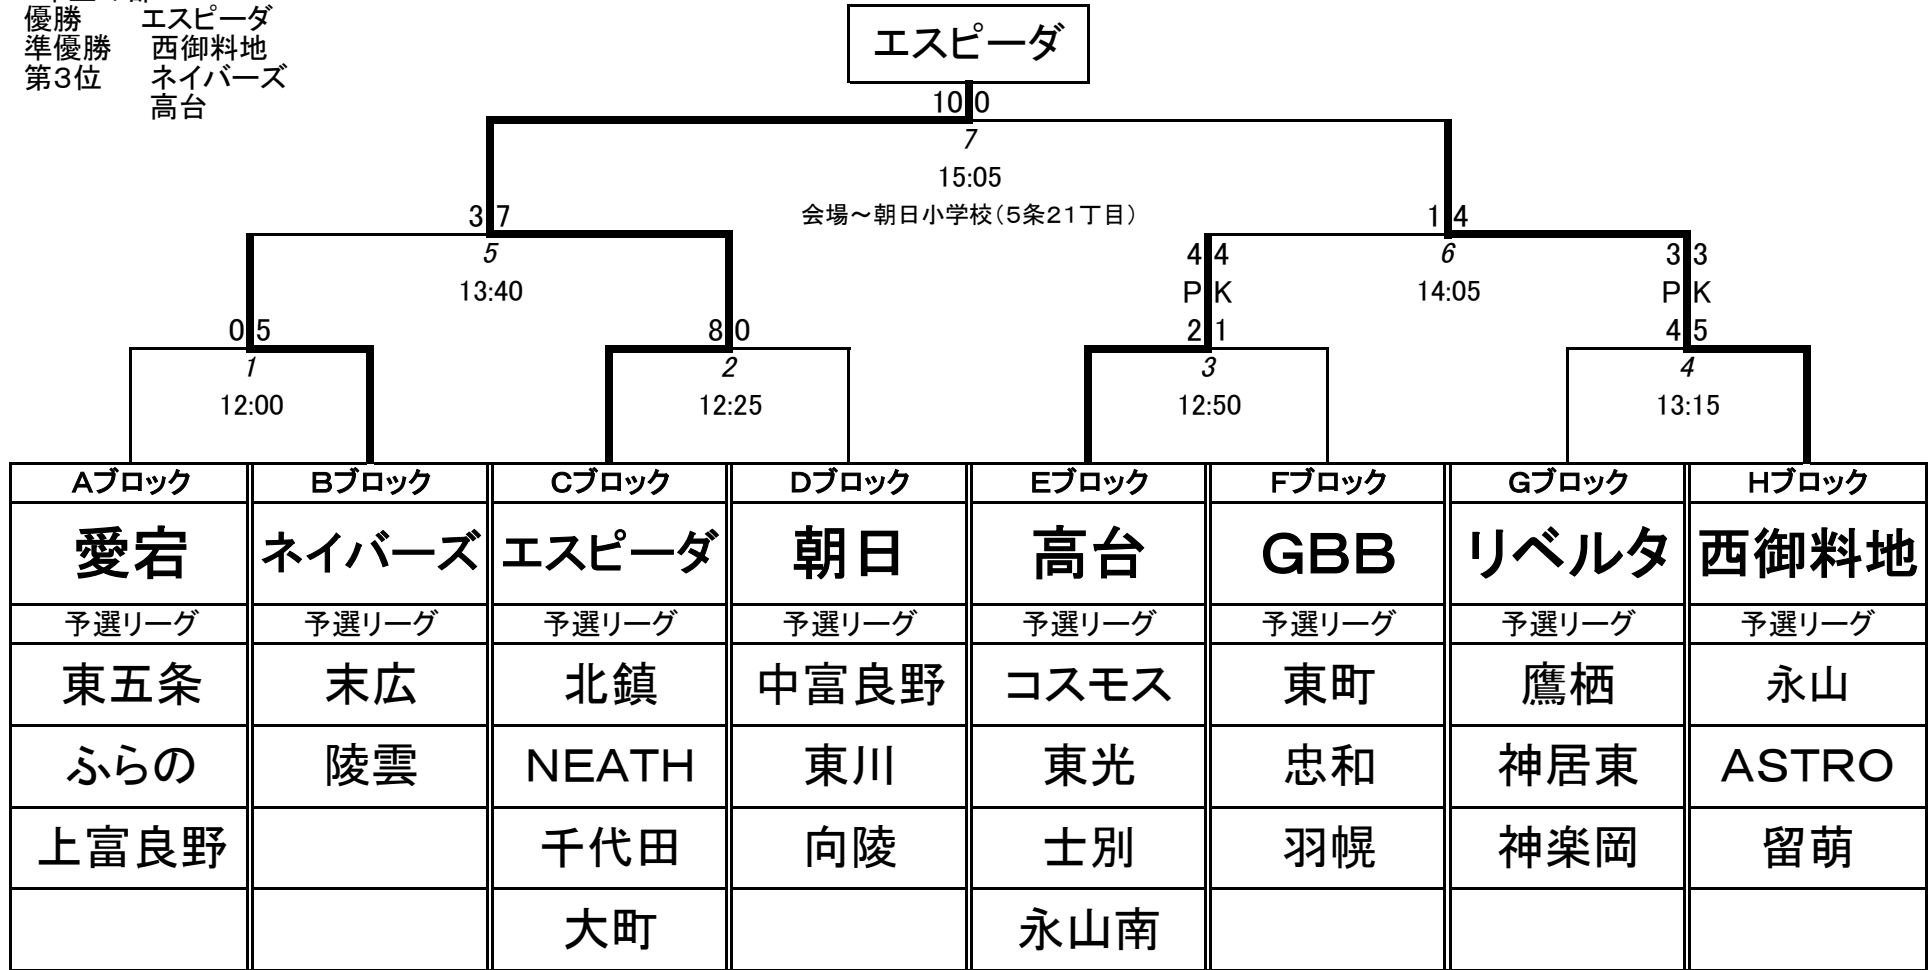 優勝 エスピーダ
準優勝 西御料地
第3位 ネイバーズ
高台
エスピーダ
10 0
7
15:05
会場～朝日小学校(5条21丁目)
3 7
1 4
5
6
13:40
14:05
4 4
3 3
P K
P K
0 5
8 0
2 1
4 5
1
2
3
4
12:00
12:25
12:50
13:15
Aブロック Bブロック Cブロック Dブロック Eブロック Fブロック Gブロック Hブロック
愛宕 ネイバーズ エスピーダ 朝日 高台 GBB リベルタ 西御料地
予選リーグ 予選リーグ 予選リーグ 予選リーグ 予選リーグ 予選リーグ 予選リーグ 予選リーグ
東五条 末広 北鎮 中富良野 コスモス 東町 鷹栖 永山
ふらの 陵雲 NEATH 東川 東光 忠和 神居東 ASTRO
上富良野 千代田 向陵 士別 羽幌 神楽岡 留萌
大町 永山南